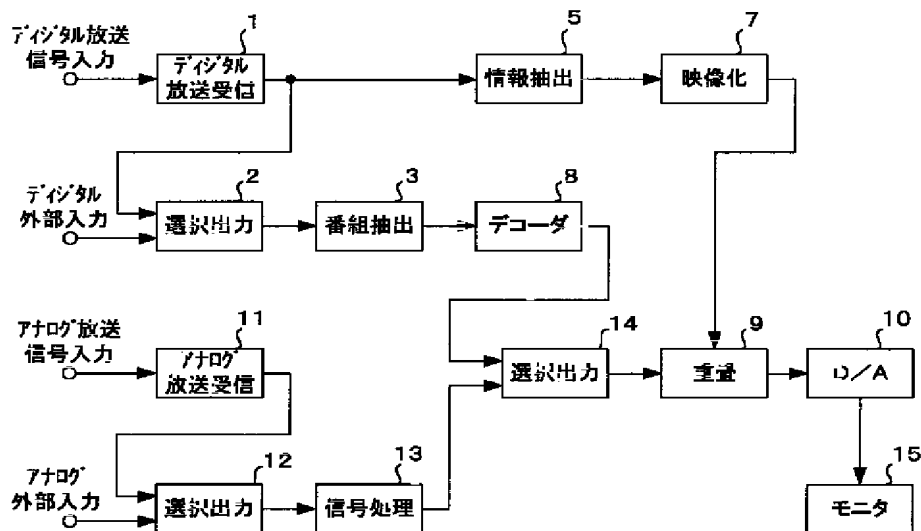 ディジタル放送
信号入力
1
ディジタル
放送受信
5
情報抽出
7
映像化
ディジタル
外部入力
2
選択出力
3
番組抽出
8
デコーダ
アナログ放送
信号入力
11
アナログ
放送受信
14
選択出力
9
重畳
10
D/A
アナログ
外部入力
12
選択出力
13
信号処理
15
モニタ